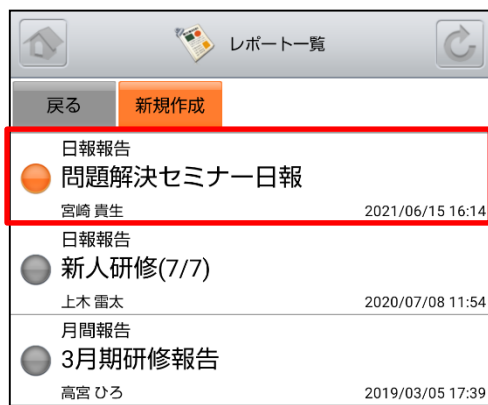 レポート一覧
戻る 新規作成
日報報告
問題解決セミナー日報
宮崎 貴生 2021/06/15 16:14
日報報告
新人研修(7/7)
上木 雷太 2020/07/08 11:54
月間報告
3月期研修報告
高宮 ひろ 2019/03/05 17:39